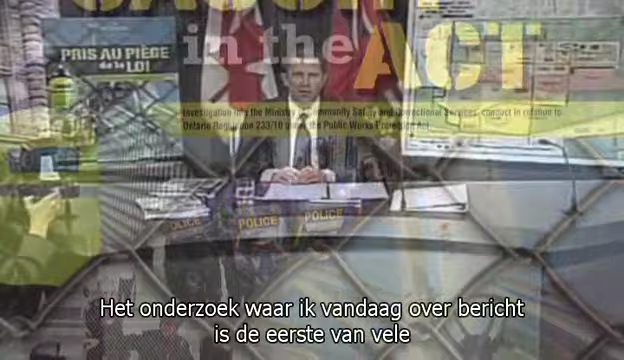 CAUGHT
in the ACT
PRIS AU PIÈGE
de la LOI
Investigation into the Ministry of Community Safety and Correctional Services' conduct in relation to
Ontario Regulation 233/10 under the Public Works Protection Act
POLICE
POLICE
POLICE
Het onderzoek waar ik vandaag over bericht
is de eerste van vele